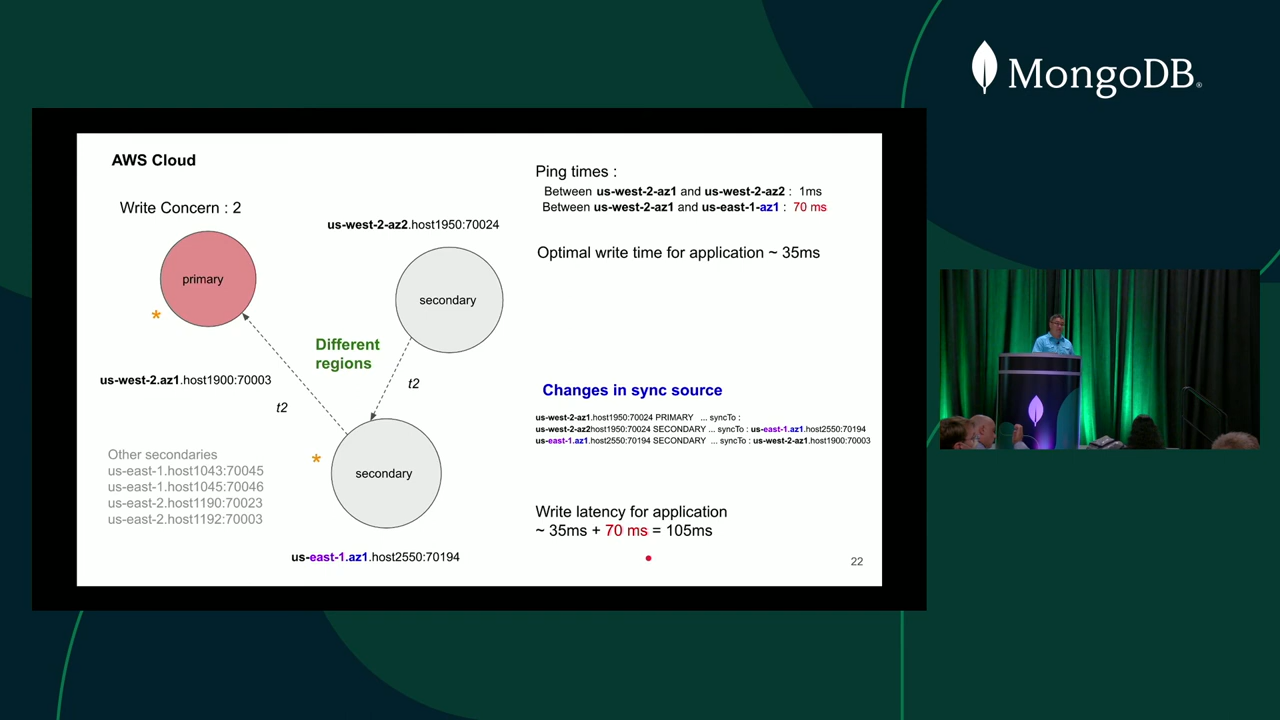 MongoDB®
AWS Cloud
Write Concern : 2
us-west-2-az2.host1950:70024
primary
secondary
*
Different
regions
us-west-2.az1.host1900:70003
t2
t2
Other secondaries
us-east-1.host1043:70045
us-east-1.host1045:70046
us-east-2.host1190:70023
us-east-2.host1192:70003
*
secondary
us-east-1.az1.host2550:70194
Ping times :
Between us-west-2-az1 and us-west-2-az2 : 1ms
Between us-west-2-az1 and us-east-1-az1 : 70 ms
Optimal write time for application ~ 35ms
Changes in sync source
us-west-2-az1.host1950:70024 PRIMARY ... syncTo :
us-west-2-az2host1950:70024 SECONDARY ... syncTo : us-east-1.az1.host2550:70194
us-east-1.az1.host2550:70194 SECONDARY ... syncTo : us-west-2-az1.host1900:70003
Write latency for application
~ 35ms + 70 ms = 105ms
22